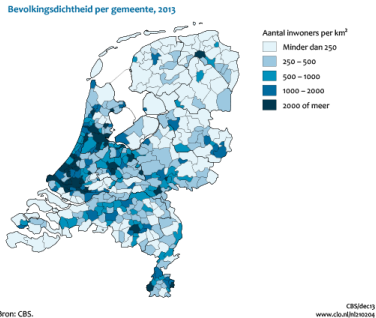 Bevolkingsdichtheid per gemeente, 2013
Aantal inwoners per km²
Minder dan 250
250 – 500
500 – 1000
1000 – 2000
2000 of meer
CBS/dec13
Bron: CBS.
www.clo.nl/nl210204